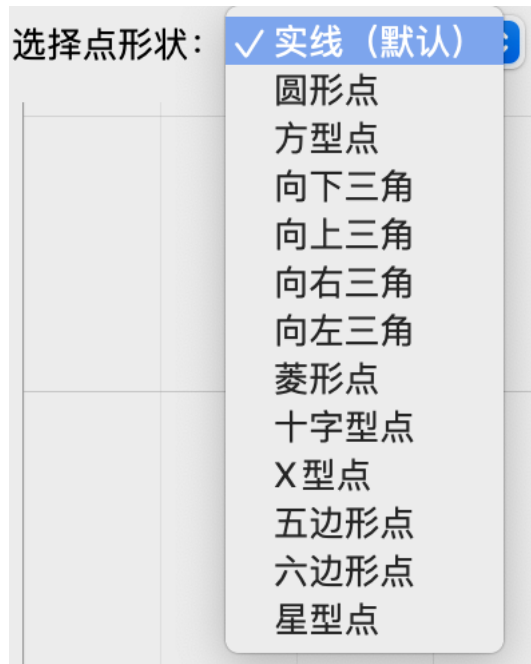 选择点形状： ✓ 实线（默认）
圆形点
方型点
向下三角
向上三角
向右三角
向左三角
菱形点
十字型点
X型点
五边形点
六边形点
星型点